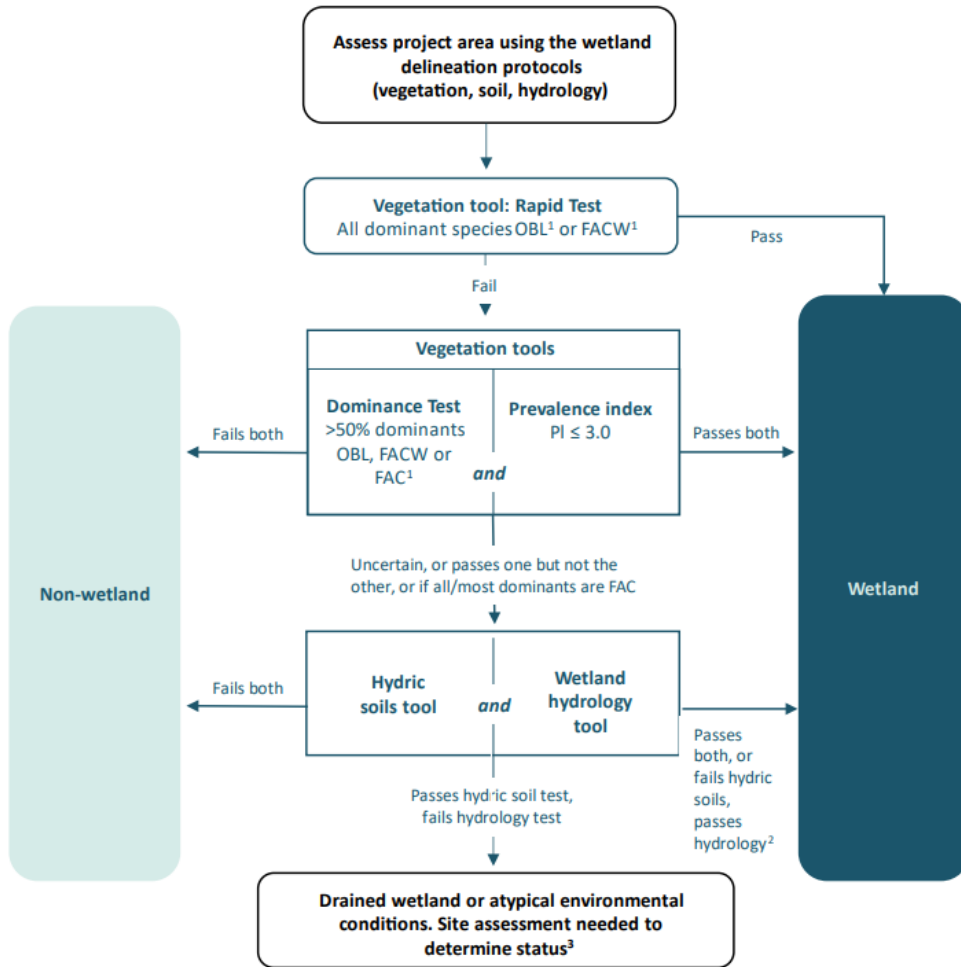 Assess project area using the wetland
delineation protocols
(vegetation, soil, hydrology)
Vegetation tool: Rapid Test
All dominant species OBL¹ or FACW¹
Pass
Fail
Vegetation tools
Dominance Test
>50% dominants
OBL, FACW or
FAC¹
and
Prevalence index
PI ≤ 3.0
Fails both
Passes both
Non-wetland
Wetland
Uncertain, or passes one but not the
other, or if all/most dominants are FAC
Hydric
soils tool
and
Wetland
hydrology
tool
Fails both
Passes
both, or
fails hydric
soils,
passes
hydrology²
Passes hydric soil test,
fails hydrology test
Drained wetland or atypical environmental
conditions. Site assessment needed to
determine status³